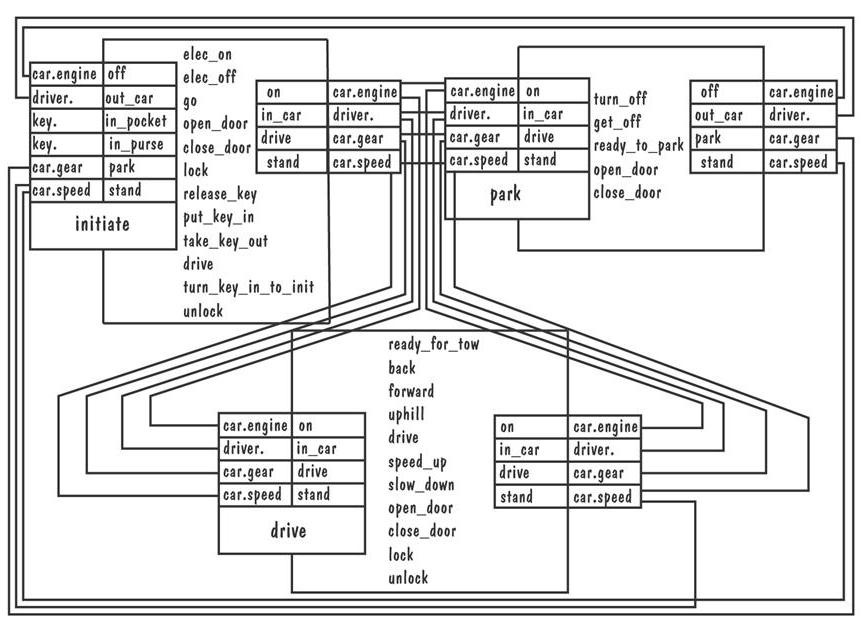 car.engine off
driver. out_car
key. in_pocket
key. in_purse
car.gear park
car.speed stand
initiate
elec_on
elec_off
go
open_door
close_door
lock
release_key
put_key_in
take_key_out
drive
turn_key_in_to_init
unlock
on car.engine
in_car driver.
drive car.gear
stand car.speed
car.engine on
driver. in_car
car.gear drive
car.speed stand
park
turn_off
get_off
ready_to_park
open_door
close_door
off car.engine
out_car driver.
park car.gear
stand car.speed
car.engine on
driver. in_car
car.gear drive
car.speed stand
drive
ready_for_tow
back
forward
uphill
drive
speed_up
slow_down
open_door
close_door
lock
unlock
on car.engine
in_car driver.
drive car.gear
stand car.speed